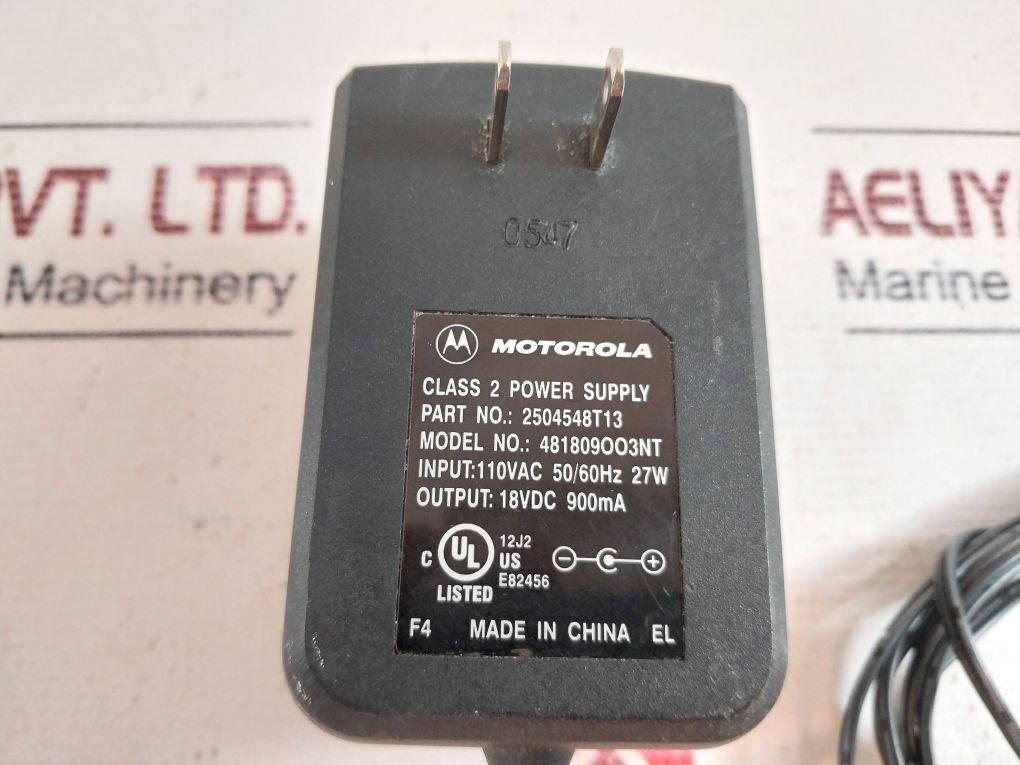 PVT. LTD.
Machinery
AELIY
Marine
0547
MOTOROLA
CLASS 2 POWER SUPPLY
PART NO.: 2504548T13
MODEL NO.: 481809OO3NT
INPUT:110VAC 50/60Hz 27W
OUTPUT: 18VDC 900mA
C UL US
12J2
E82456
LISTED
F4 MADE IN CHINA EL